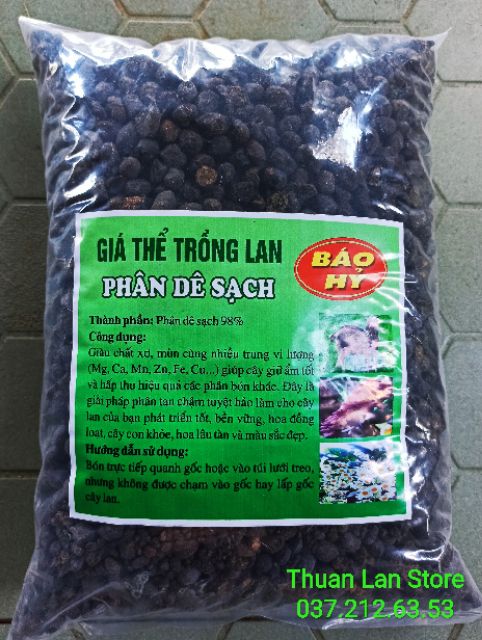 GIÁ THỂ TRỒNG LAN
PHÂN DÊ SẠCH
BÁO
HỶ
Thành phần: Phân dê sạch 98%
Công dụng:
Giàu chất xơ, mùn cùng nhiều trung vi lượng
(Mg, Ca, Mn, Zn, Fe, Cu,..) giúp cây giữ ẩm tốt
và hấp thu hiệu quả các phân bón khác. Đây là
giải pháp phân tan chậm tuyệt hảo làm cho cây
lan của bạn phát triển tốt, bền vững, hoa đồng
loạt, cây con khỏe, hoa lâu tàn và màu sắc đẹp.
Hướng dẫn sử dụng:
Bón trực tiếp quanh gốc hoặc vào túi lưới treo,
nhưng không được chạm vào gốc hay lấp gốc
cây lan.
Thuan Lan Store
037.212.63.53